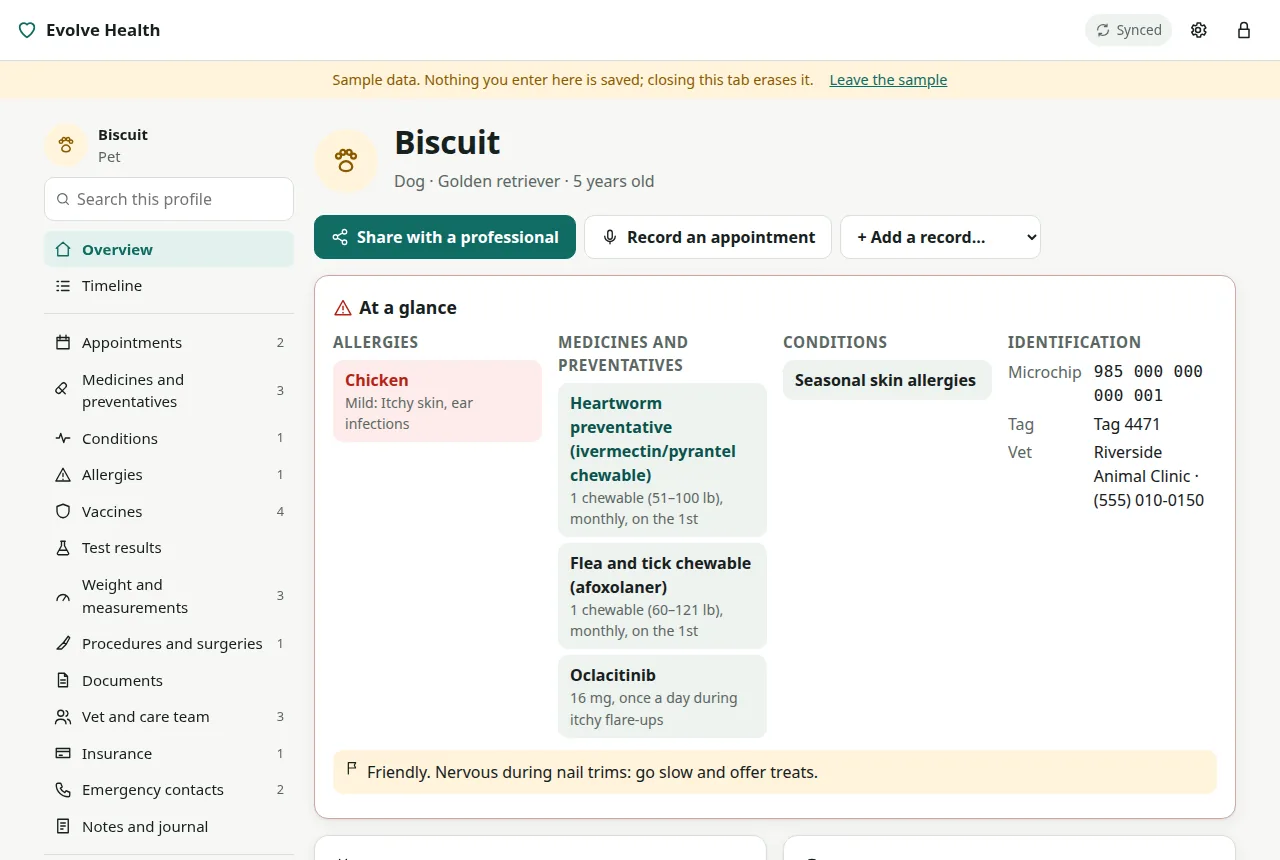 Evolve Health
Synced
Sample data. Nothing you enter here is saved; closing this tab erases it. Leave the sample
Biscuit
Pet
Search this profile
Overview
Timeline
Appointments 2
Medicines and
preventatives 3
Conditions 1
Allergies 1
Vaccines 4
Test results
Weight and
measurements 3
Procedures and surgeries 1
Documents
Vet and care team 3
Insurance 1
Emergency contacts 2
Notes and journal
Biscuit
Dog · Golden retriever · 5 years old
Share with a professional
Record an appointment
+ Add a record...
At a glance
ALLERGIES
Chicken
Mild: Itchy skin, ear
infections
MEDICINES AND
PREVENTATIVES
Heartworm
preventative
(ivermectin/pyrantel
chewable)
1 chewable (51–100 lb),
monthly, on the 1st
Flea and tick chewable
(afoxolaner)
1 chewable (60–121 lb),
monthly, on the 1st
Oclacitinib
16 mg, once a day during
itchy flare-ups
CONDITIONS
Seasonal skin allergies
IDENTIFICATION
Microchip 985 000 000
000 001
Tag Tag 4471
Vet Riverside
Animal Clinic ·
(555) 010-0150
Friendly. Nervous during nail trims: go slow and offer treats.